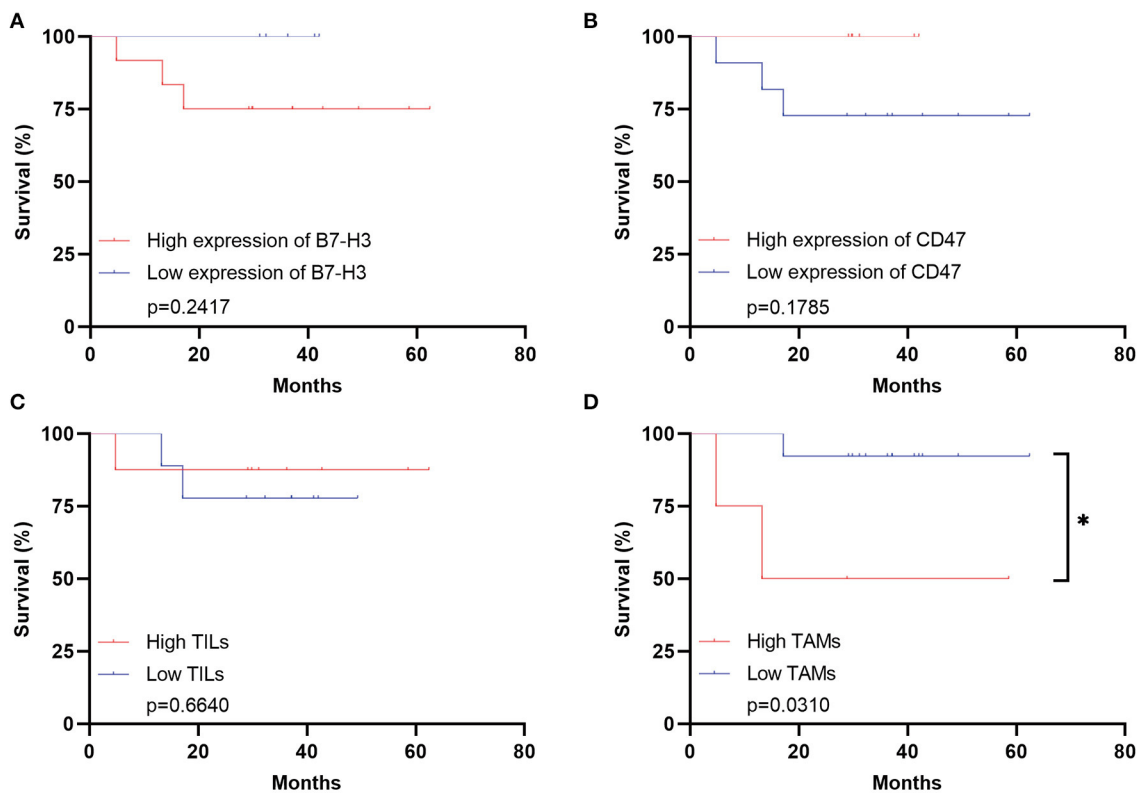 A
Survival (%)
100
75
50
25
0
High expression of B7-H3
Low expression of B7-H3
p=0.2417
0 20 40 60 80
Months
B
Survival (%)
100
75
50
25
0
High expression of CD47
Low expression of CD47
p=0.1785
0 20 40 60 80
Months
C
Survival (%)
100
75
50
25
0
High TILs
Low TILs
p=0.6640
0 20 40 60 80
Months
D
Survival (%)
100
75
50
25
0
High TAMs
Low TAMs
p=0.0310
*
0 20 40 60 80
Months